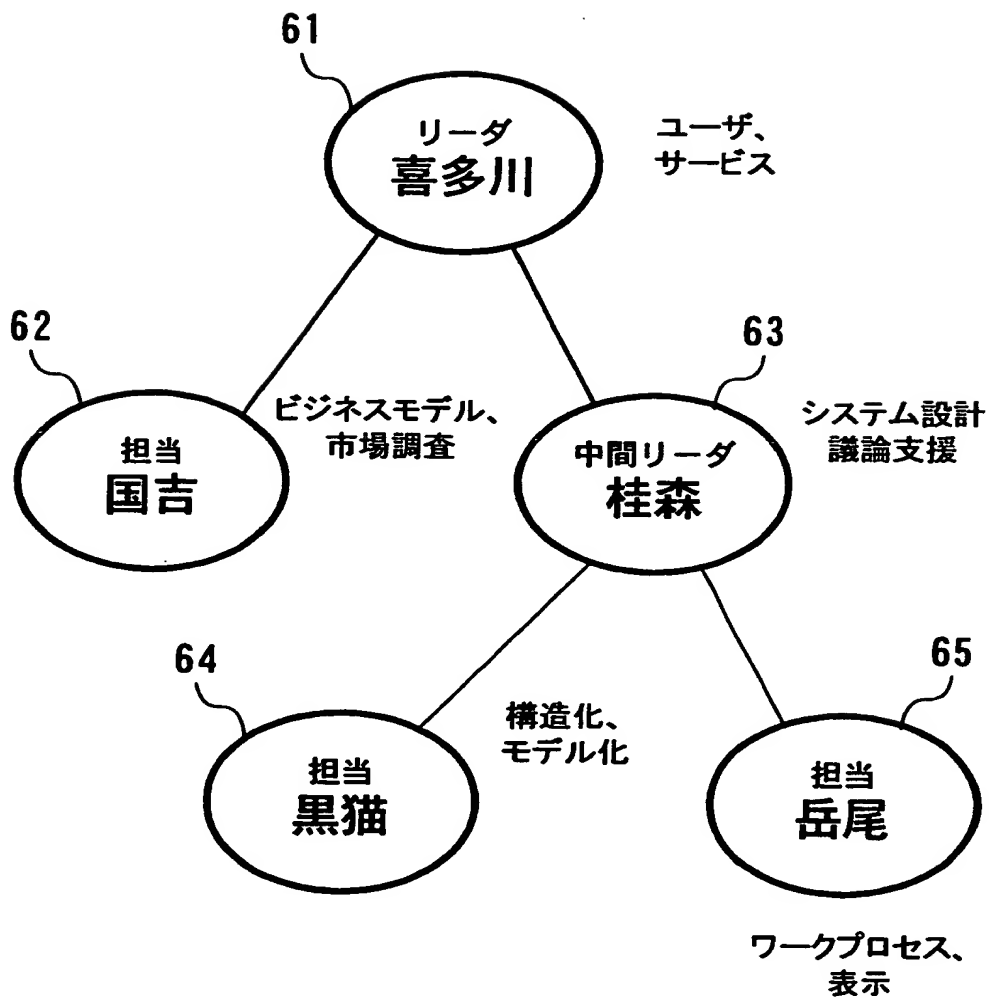 61
リーダ
喜多川
ユーザ、
サービス
62
担当
国吉
ビジネスモデル、
市場調査
63
中間リーダ
桂森
システム設計
議論支援
64
担当
黒猫
構造化、
モデル化
65
担当
岳尾
ワークプロセス、
表示